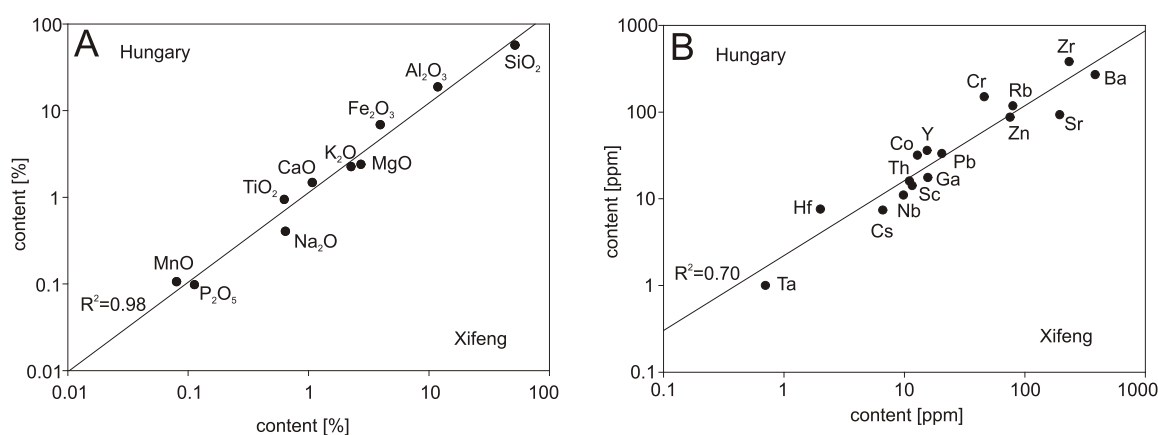 A
Hungary
100
10
1
0.1
0.01
content [%]
SiO₂
Al₂O₃
Fe₂O₃
K₂O
MgO
CaO
TiO₂
Na₂O
MnO
P₂O₅
R²=0.98
Xifeng
0.01
0.1
1
10
100
content [%]
B
Hungary
1000
100
10
1
0.1
content [ppm]
Zr
Ba
Cr
Rb
Zn
Sr
Co
Y
Pb
Th
Ga
Sc
Nb
Hf
Cs
R²=0.70
Ta
Xifeng
0.1
1
10
100
1000
content [ppm]